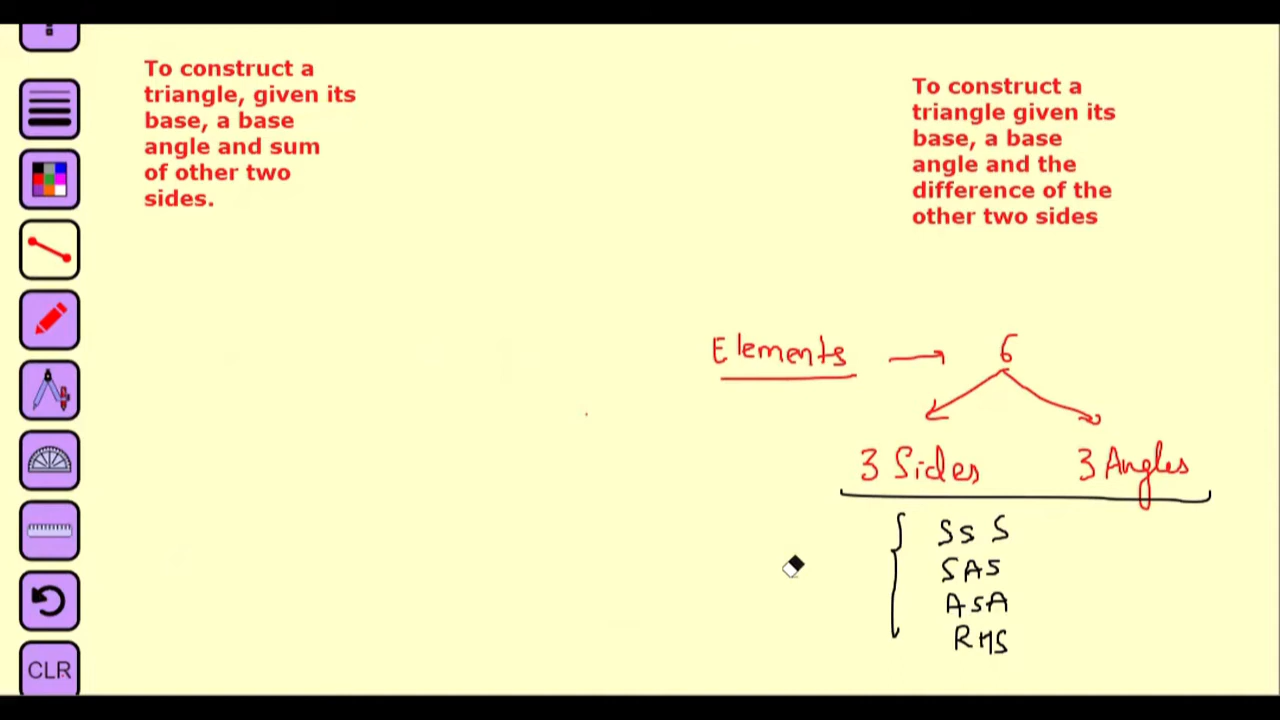 To construct a
triangle, given its
base, a base
angle and sum
of other two
sides.
To construct a
triangle given its
base, a base
angle and the
difference of the
other two sides
Elements → 6
3 Sides 3 Angles
SSS
SAS
ASA
RHS
CLR